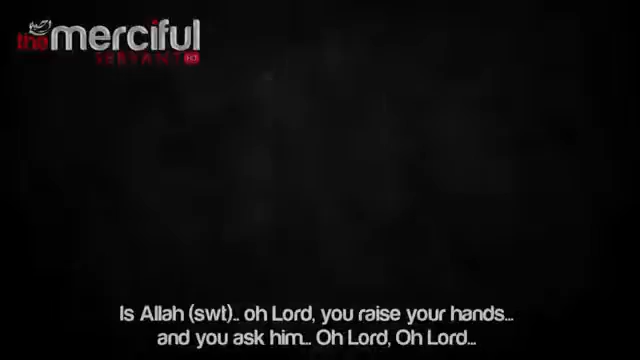 the merciful
SERVANT HD
Is Allah (swt).. oh Lord, you raise your hands...
and you ask him... Oh Lord, Oh Lord...